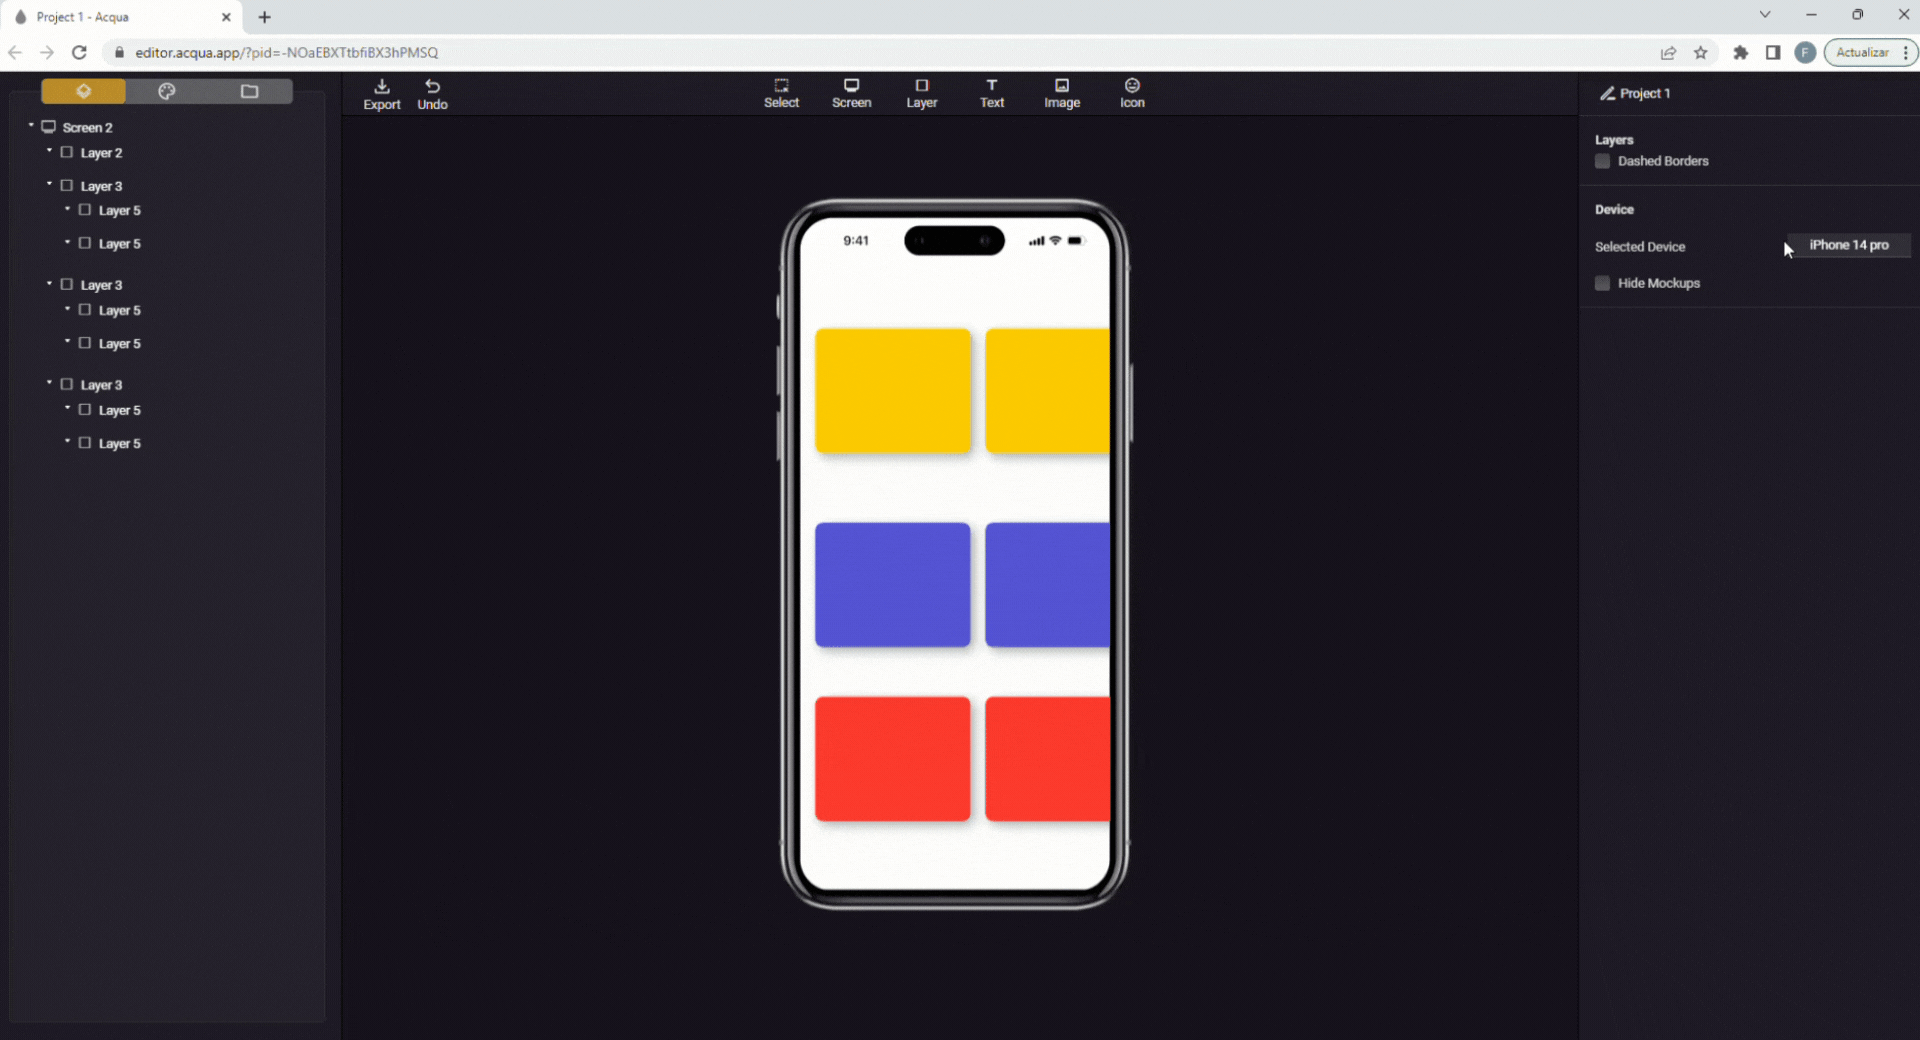 Project 1 - Acqua
editor.acqua.app/?pid=-NOaEBXTtbfiBX3hPMSQ
F
Actualizar
Export
Undo
Select
Screen
Layer
Text
Image
Icon
Project 1
Screen 2
Layer 2
Layer 3
Layer 5
Layer 5
Layer 3
Layer 5
Layer 5
Layer 3
Layer 5
Layer 5
9:41
Layers
Dashed Borders
Device
Selected Device
iPhone 14 pro
Hide Mockups